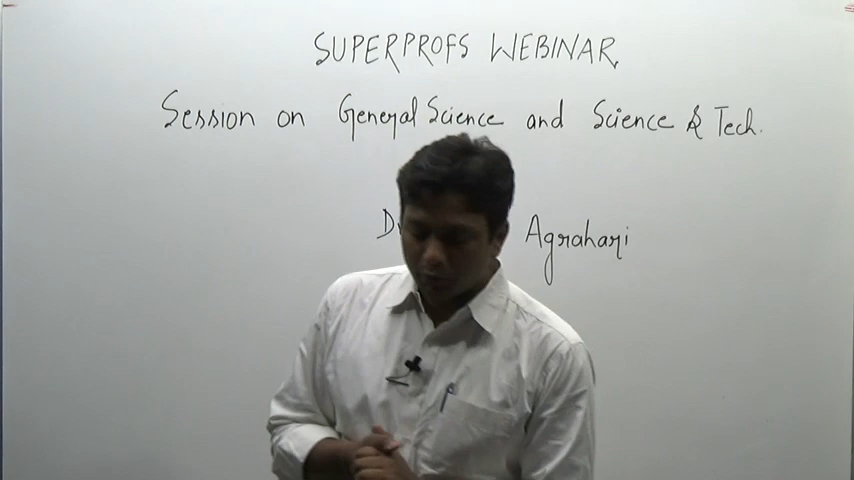 SUPERPROFS WEBINAR
Session on General Science and Science & Tech.
Agrahari